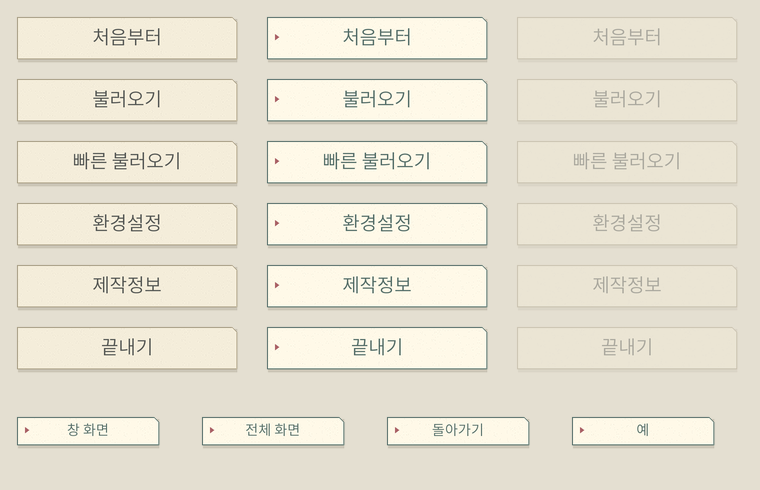 처음부터 처음부터 처음부터
불러오기 불러오기 불러오기
빠른 불러오기 빠른 불러오기 빠른 불러오기
환경설정 환경설정 환경설정
제작정보 제작정보 제작정보
끝내기 끝내기 끝내기
창 화면 전체 화면 돌아가기 예